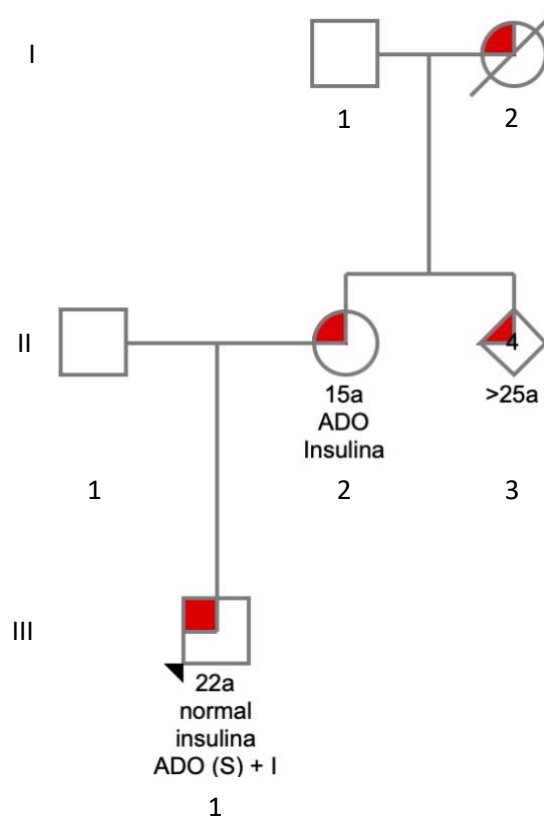 I
1
2
II
4
15a
ADO
Insulina
>25a
1
2
3
III
22a
normal
insulina
ADO (S) + I
1